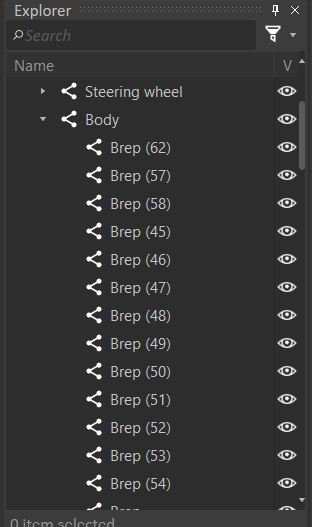 Explorer
Search
Name V
Steering wheel
Body
Brep (62)
Brep (57)
Brep (58)
Brep (45)
Brep (46)
Brep (47)
Brep (48)
Brep (49)
Brep (50)
Brep (51)
Brep (52)
Brep (53)
Brep (54)
0 item selected